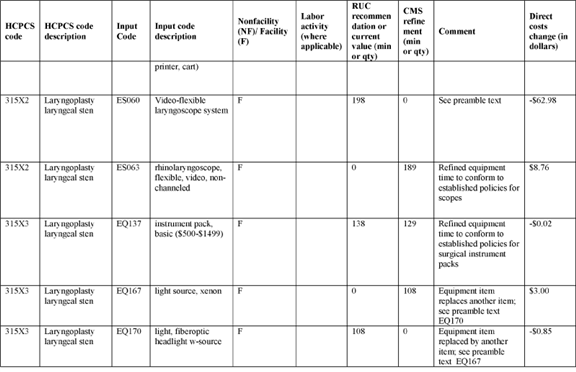 HCPCS code | HCPCS code description | Input Code | Input code description | Nonfacility (NF)/ Facility (F) | Labor activity (where applicable) | RUC recommen dation or current value (min or qty) | CMS refine ment (min or qty) | Comment | Direct costs change (in dollars)
printer, cart)
315X2 | Laryngoplasty laryngeal sten | ES060 | Video-flexible laryngoscope system | F | | 198 | 0 | See preamble text | -$62.98
315X2 | Laryngoplasty laryngeal sten | ES063 | rhinolaryngoscope, flexible, video, non-channeled | F | | 0 | 189 | Refined equipment time to conform to established policies for scopes | $8.76
315X3 | Laryngoplasty laryngeal sten | EQ137 | instrument pack, basic ($500-$1499) | F | | 138 | 129 | Refined equipment time to conform to established policies for surgical instrument packs | -$0.02
315X3 | Laryngoplasty laryngeal sten | EQ167 | light source, xenon | F | | 0 | 108 | Equipment item replaces another item; see preamble text EQ170 | $3.00
315X3 | Laryngoplasty laryngeal sten | EQ170 | light, fiberoptic headlight w-source | F | | 108 | 0 | Equipment item replaced by another item; see preamble text EQ167 | -$0.85